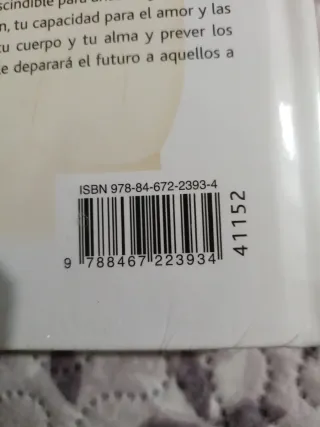 n, tu capacidad para el amor y las
tu cuerpo y tu alma y prever los
e deparará el futuro a aquellos a
ISBN 978-84-672-2393-4
9 788467 223934
41152